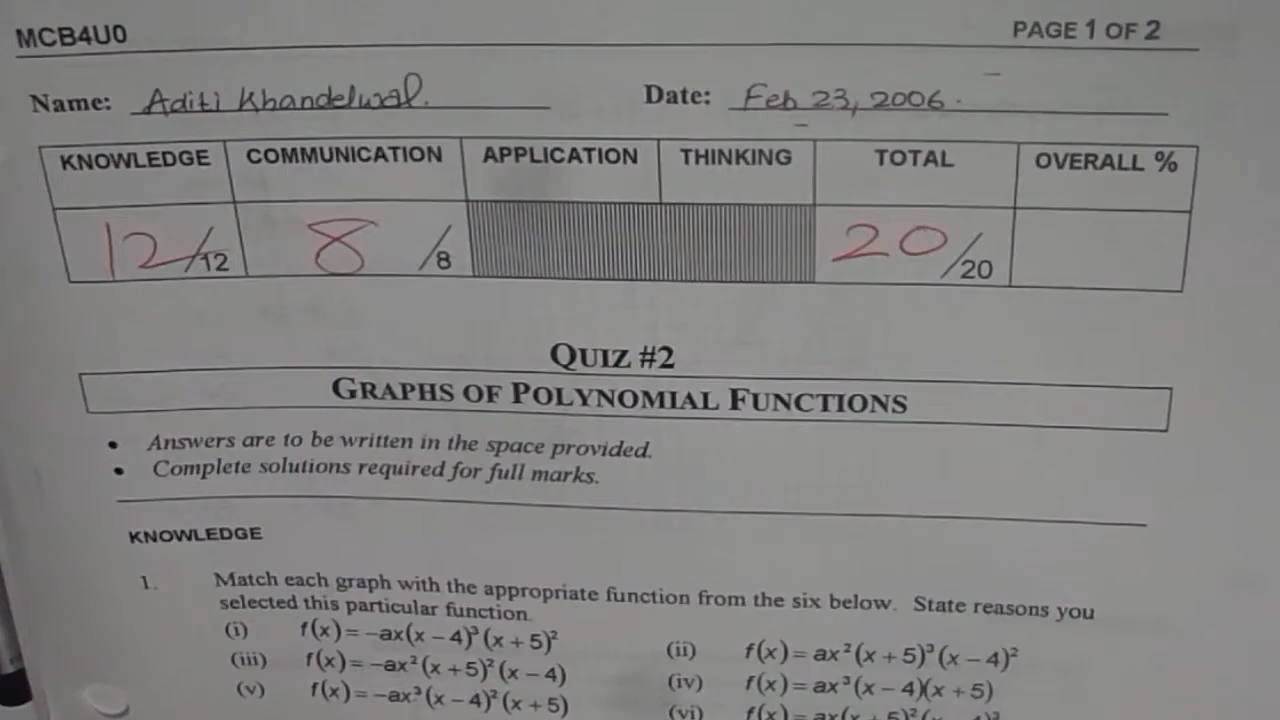 MCB4U0 PAGE 1 OF 2
Name: Aditi Khandelwal. Date: Feb 23, 2006.
KNOWLEDGE COMMUNICATION APPLICATION THINKING TOTAL OVERALL %
12/12 8/8 20/20
QUIZ #2
GRAPHS OF POLYNOMIAL FUNCTIONS
• Answers are to be written in the space provided.
• Complete solutions required for full marks.
KNOWLEDGE
1. Match each graph with the appropriate function from the six below. State reasons you
selected this particular function.
(i) f(x) = –ax(x – 4)³(x + 5)² (ii) f(x) = ax²(x + 5)³(x – 4)²
(iii) f(x) = –ax²(x + 5)²(x – 4) (iv) f(x) = ax³(x – 4)(x + 5)
(v) f(x) = –ax³(x – 4)²(x + 5) (vi)